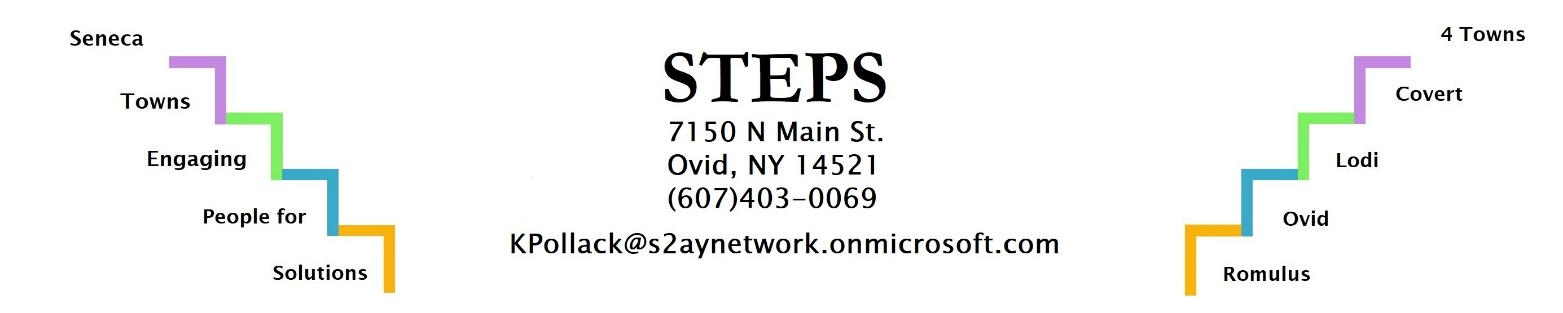 Seneca
Towns
Engaging
People for
Solutions
STEPS
7150 N Main St.
Ovid, NY 14521
(607)403-0069
KPollack@s2aynetwork.onmicrosoft.com
4 Towns
Covert
Lodi
Ovid
Romulus